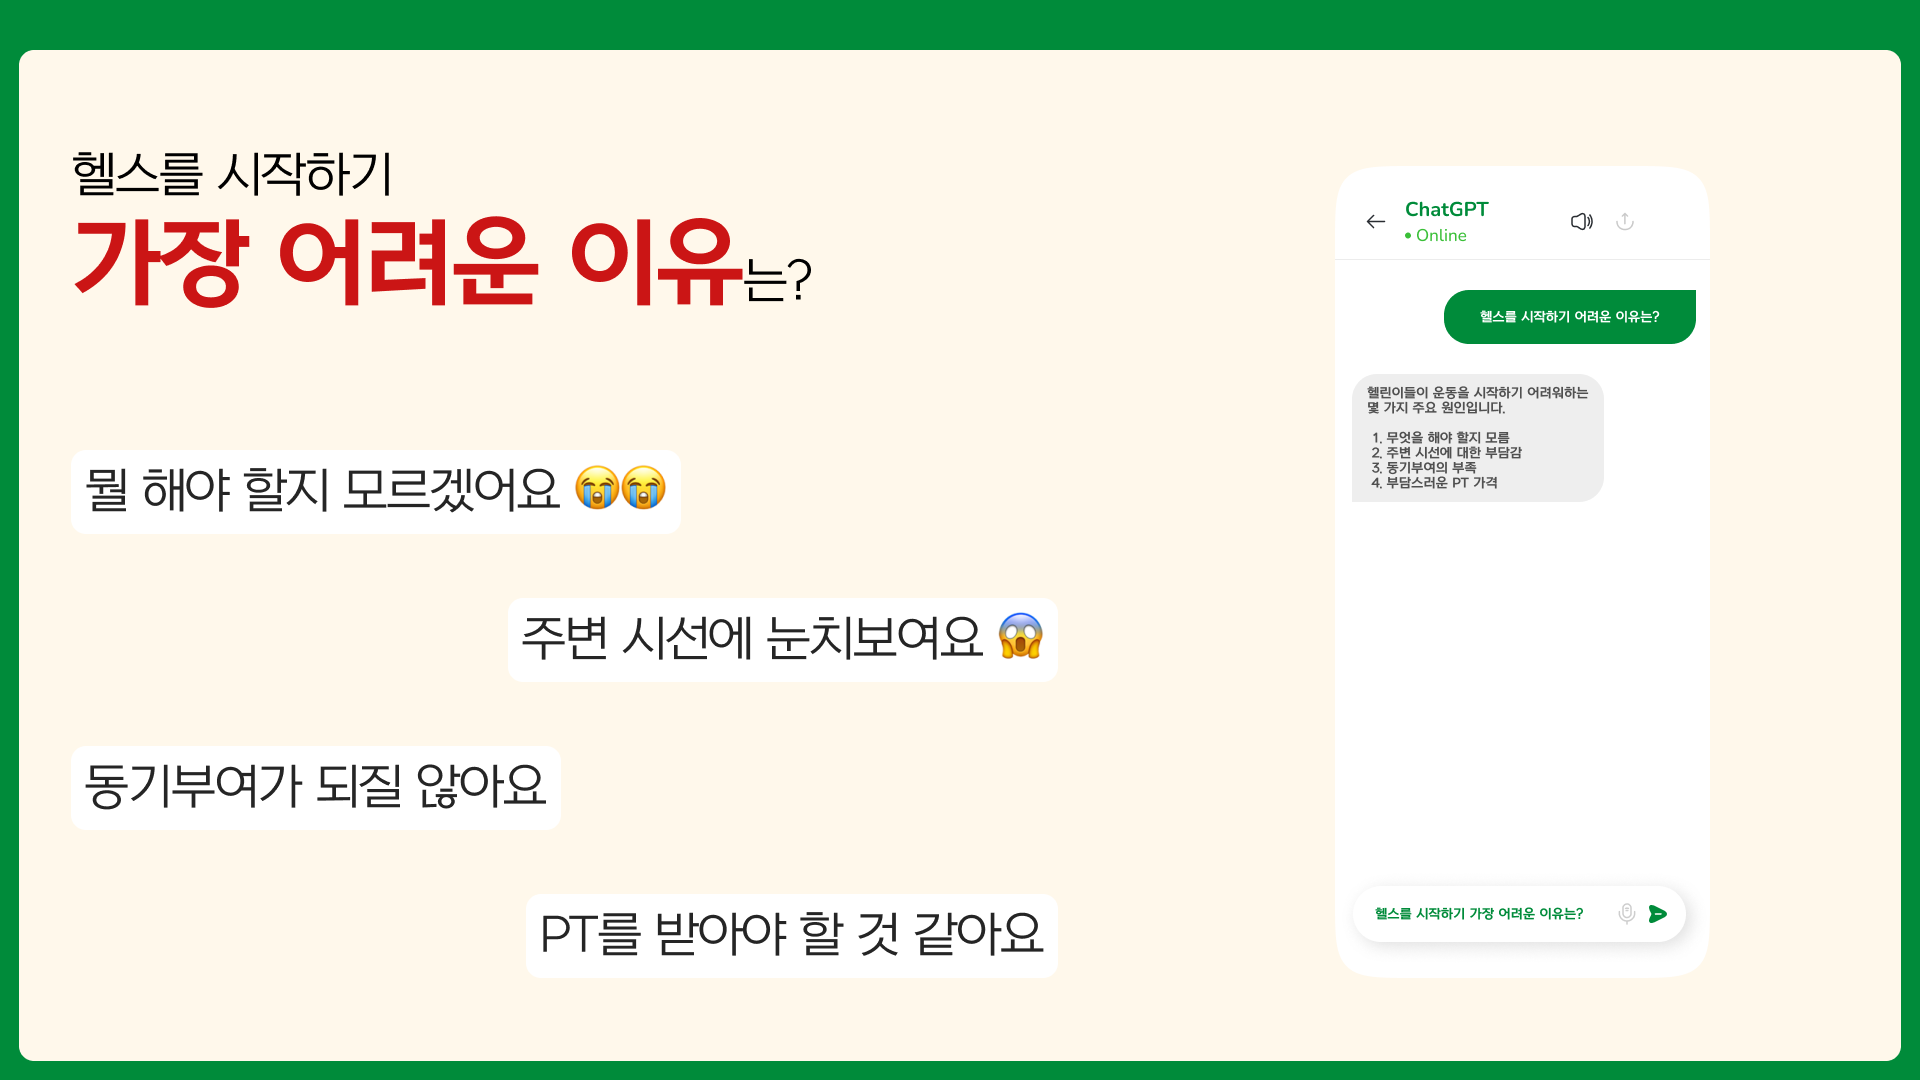 헬스를 시작하기
가장 어려운 이유는?
뭘 해야 할지 모르겠어요 😭😭
주변 시선에 눈치보여요 😱
동기부여가 되질 않아요
PT를 받아야 할 것 같아요
ChatGPT
• Online
헬스를 시작하기 어려운 이유는?
헬린이들이 운동을 시작하기 어려워하는
몇 가지 주요 원인입니다.
1. 무엇을 해야 할지 모름
2. 주변 시선에 대한 부담감
3. 동기부여의 부족
4. 부담스러운 PT 가격
헬스를 시작하기 가장 어려운 이유는?